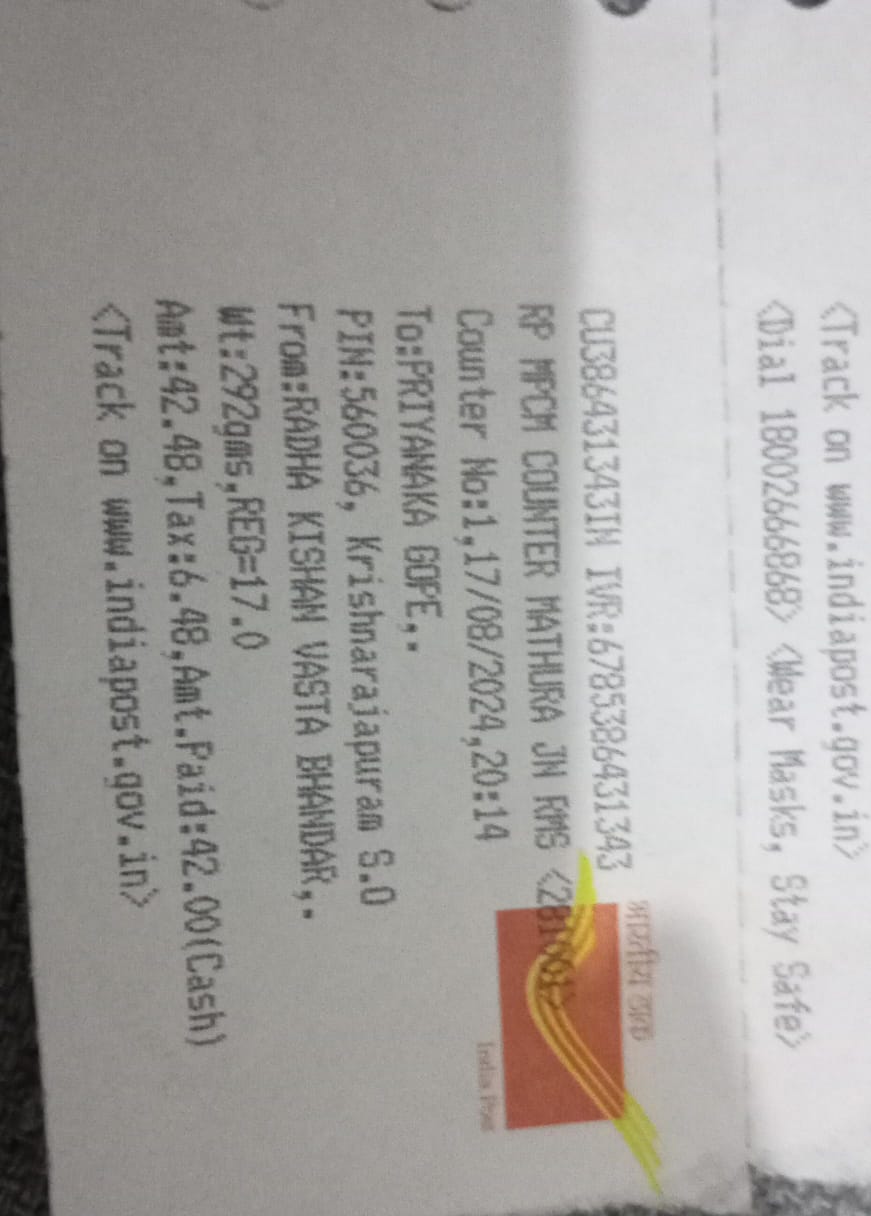 <Track on www.indiapost.gov.in>
<Dial 18002666868> <Wear Masks, Stay Safe>
भारतीय डाक
India Post
CU386431343IN IVR:6785386431343
RP MPCM COUNTER MATHURA JN RMS
Counter No:1,17/08/2024,20:14
To:PRIYANAKA GOPE,.
PIN:560036, Krishnarajapuram S.O
From:RADHA KISHAN VASTA BHANDAR,.
Wt:292gms,REG=17.0
Amt:42.48,Tax:6.48,Amt.Paid:42.00(Cash)
<Track on www.indiapost.gov.in>